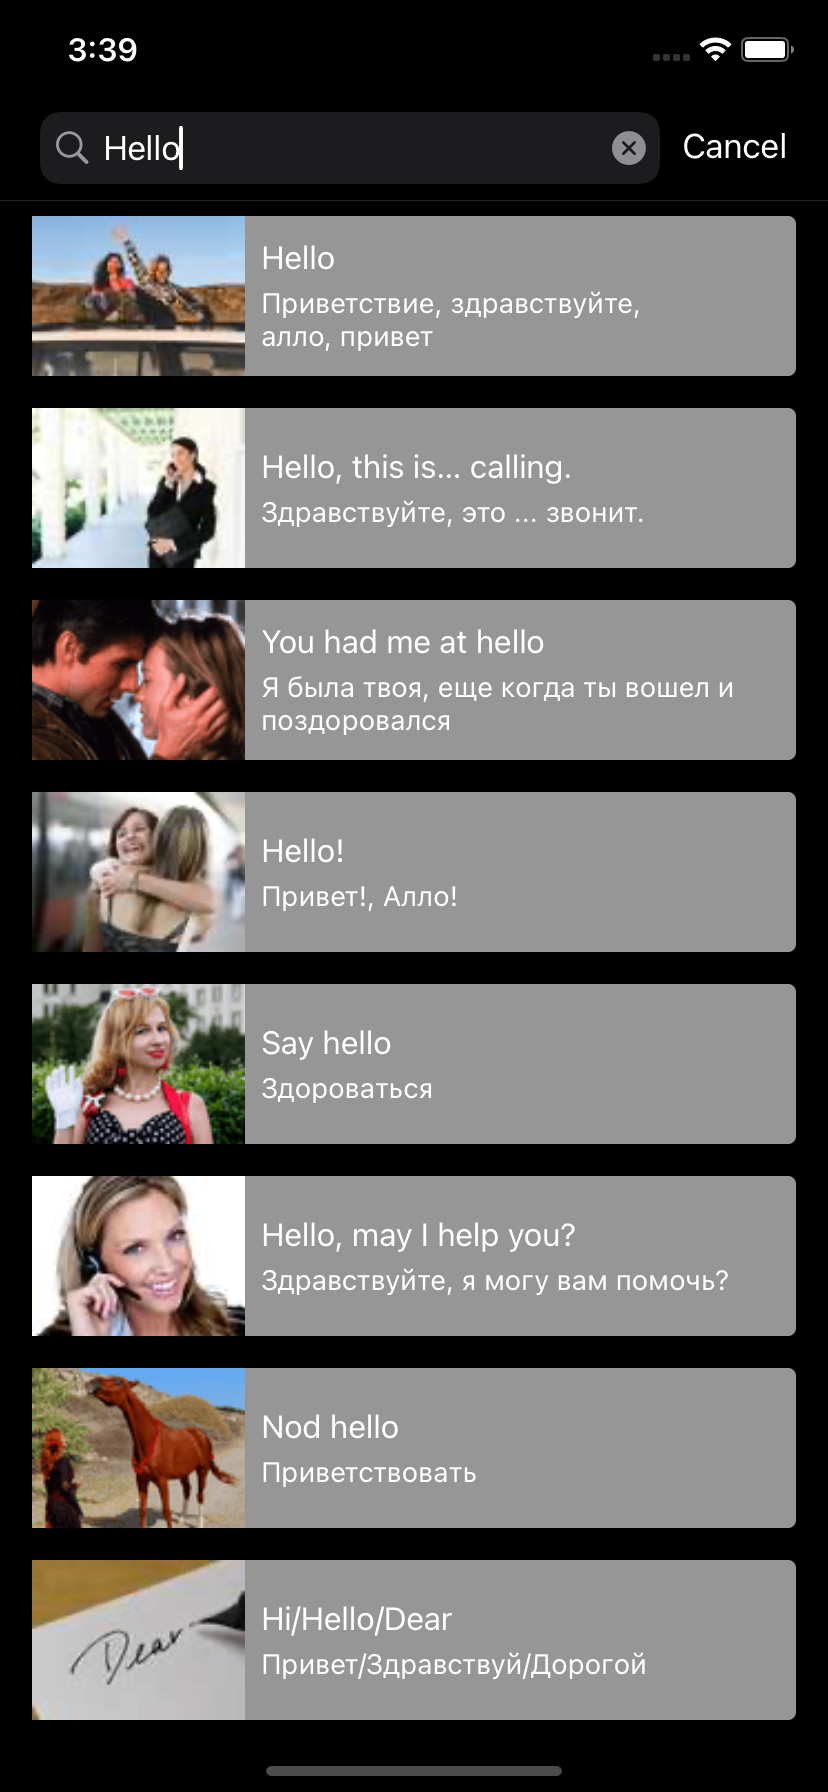 3:39
Hello
Cancel
Hello
Приветствие, здравствуйте,
алло, привет
Hello, this is... calling.
Здравствуйте, это ... звонит.
You had me at hello
Я была твоя, еще когда ты вошел и
поздоровался
Hello!
Привет!, Алло!
Say hello
Здороваться
Hello, may I help you?
Здравствуйте, я могу вам помочь?
Nod hello
Приветствовать
Dear
Hi/Hello/Dear
Привет/Здравствуй/Дорогой